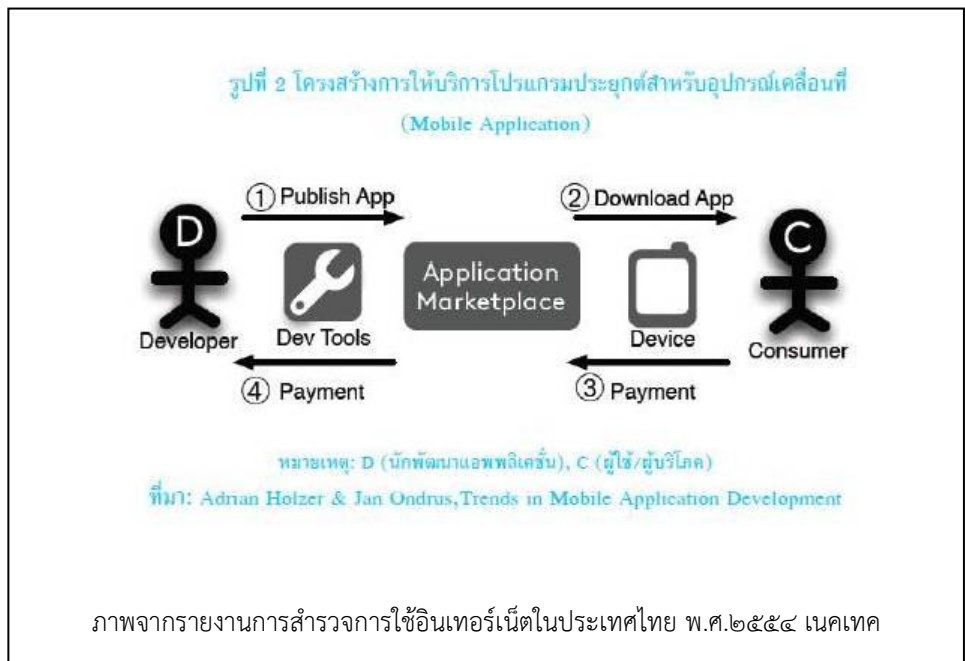 รูปที่ 2 โครงสร้างการให้บริการโปรแกรมประยุกต์สำหรับอุปกรณ์เคลื่อนที่
(Mobile Application)
① Publish App
② Download App
D
C
Application
Marketplace
Developer
Dev Tools
Device
Consumer
④ Payment
③ Payment
หมายเหตุ: D (นักพัฒนาแอพพลิเคชั่น), C (ผู้ใช้/ผู้บริโภค)
ที่มา: Adrian Holzer & Jan Ondrus,Trends in Mobile Application Development
ภาพจากรายงานการสำรวจการใช้อินเทอร์เน็ตในประเทศไทย พ.ศ.๒๕๕๔ เนคเทค